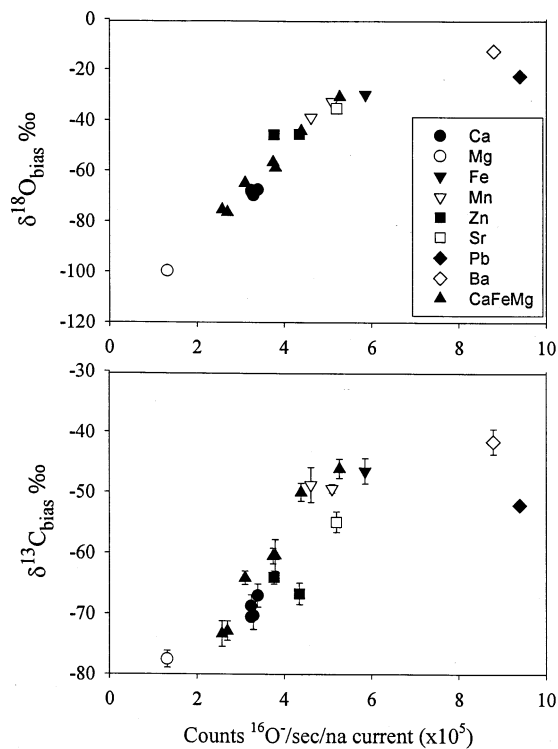 0
-20
-40
-60
-80
-100
-120
δ¹⁸O_bias ‰
Ca
Mg
Fe
Mn
Zn
Sr
Pb
Ba
CaFeMg
0 2 4 6 8 10
-30
-40
-50
-60
-70
-80
δ¹³C_bias ‰
0 2 4 6 8 10
Counts ¹⁶O⁻/sec/na current (x10⁵)